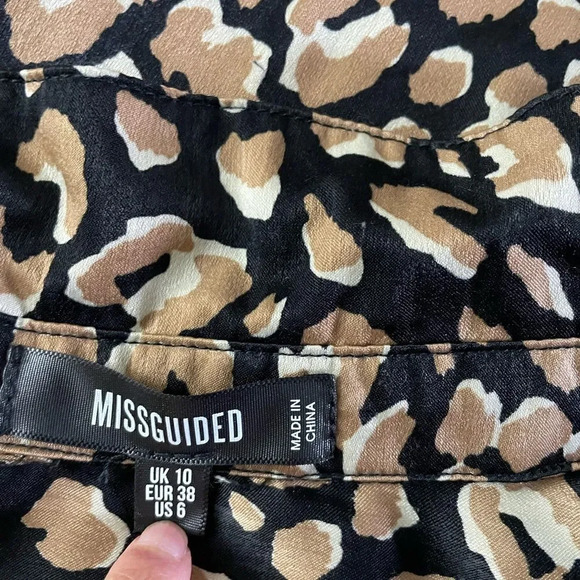 MISSGUIDED
MADE IN
CHINA
UK 10
EUR 38
US 6